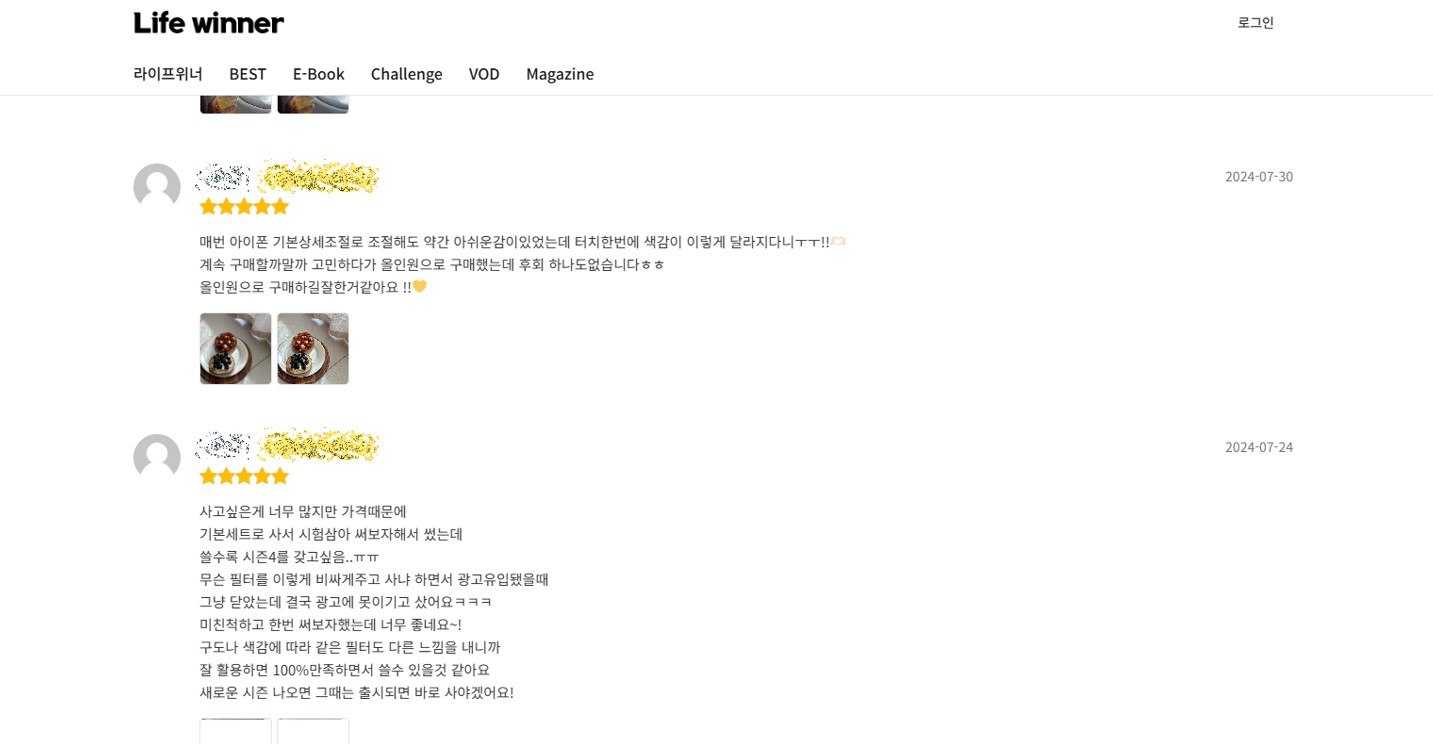 Life winner
로그인
라이프위너 BEST E-Book Challenge VOD Magazine
2024-07-30
매번 아이폰 기본상세조절로 조절해도 약간 아쉬운감이있었는데 터치한번에 색감이 이렇게 달라지다니ㅜㅜ!!🫶🏻
계속 구매할까말까 고민하다가 올인원으로 구매했는데 후회 하나도없습니다ㅎㅎ
올인원으로 구매하길잘한거같아요 !!💛
2024-07-24
사고싶은게 너무 많지만 가격때문에
기본세트로 사서 시험삼아 써보자해서 썼는데
쓸수록 시즌4를 갖고싶음..ㅠㅠ
무슨 필터를 이렇게 비싸게주고 사냐 하면서 광고유입됐을때
그냥 닫았는데 결국 광고에 못이기고 샀어요ㅋㅋㅋ
미친척하고 한번 써보자했는데 너무 좋네요~!
구도나 색감에 따라 같은 필터도 다른 느낌을 내니까
잘 활용하면 100%만족하면서 쓸수 있을것 같아요
새로운 시즌 나오면 그때는 출시되면 바로 사야겠어요!